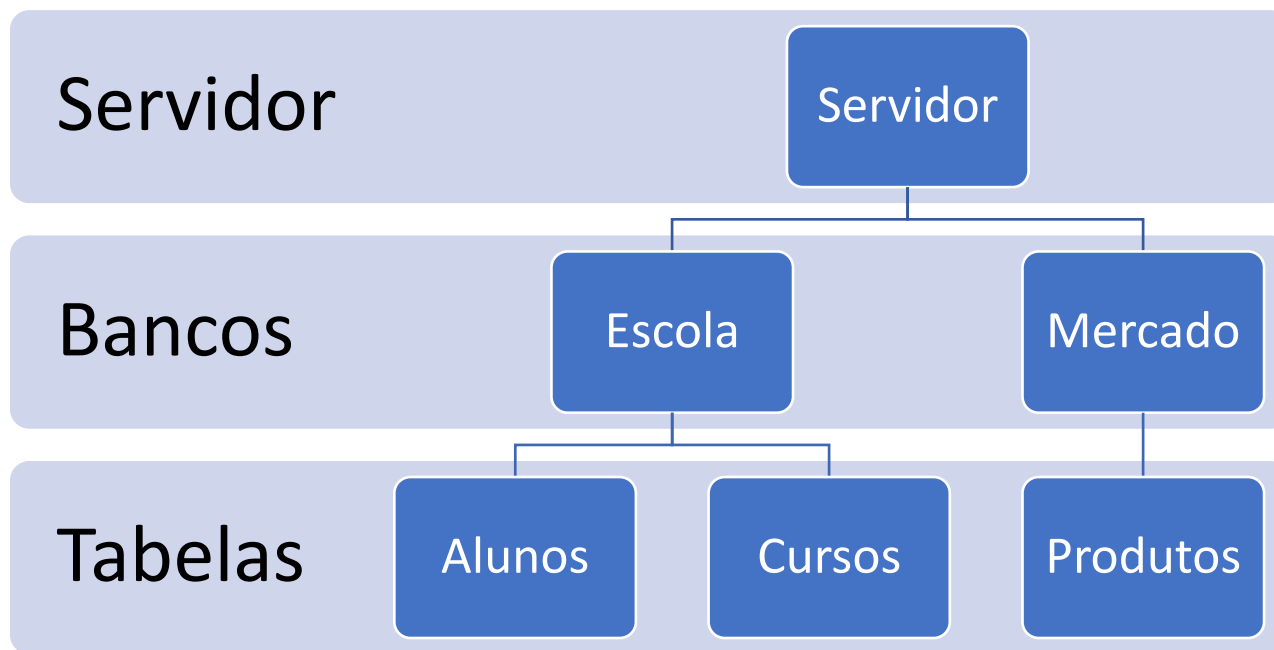 Servidor
Servidor
Bancos
Escola
Mercado
Tabelas
Alunos
Cursos
Produtos